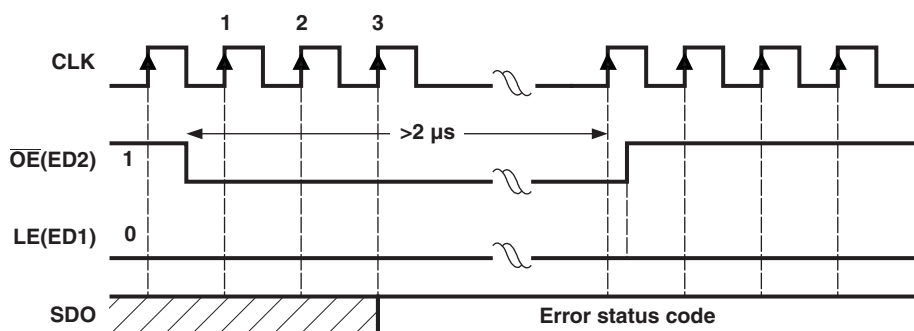 1 2 3
CLK
>2 µs
OE(ED2) 1
LE(ED1) 0
SDO Error status code